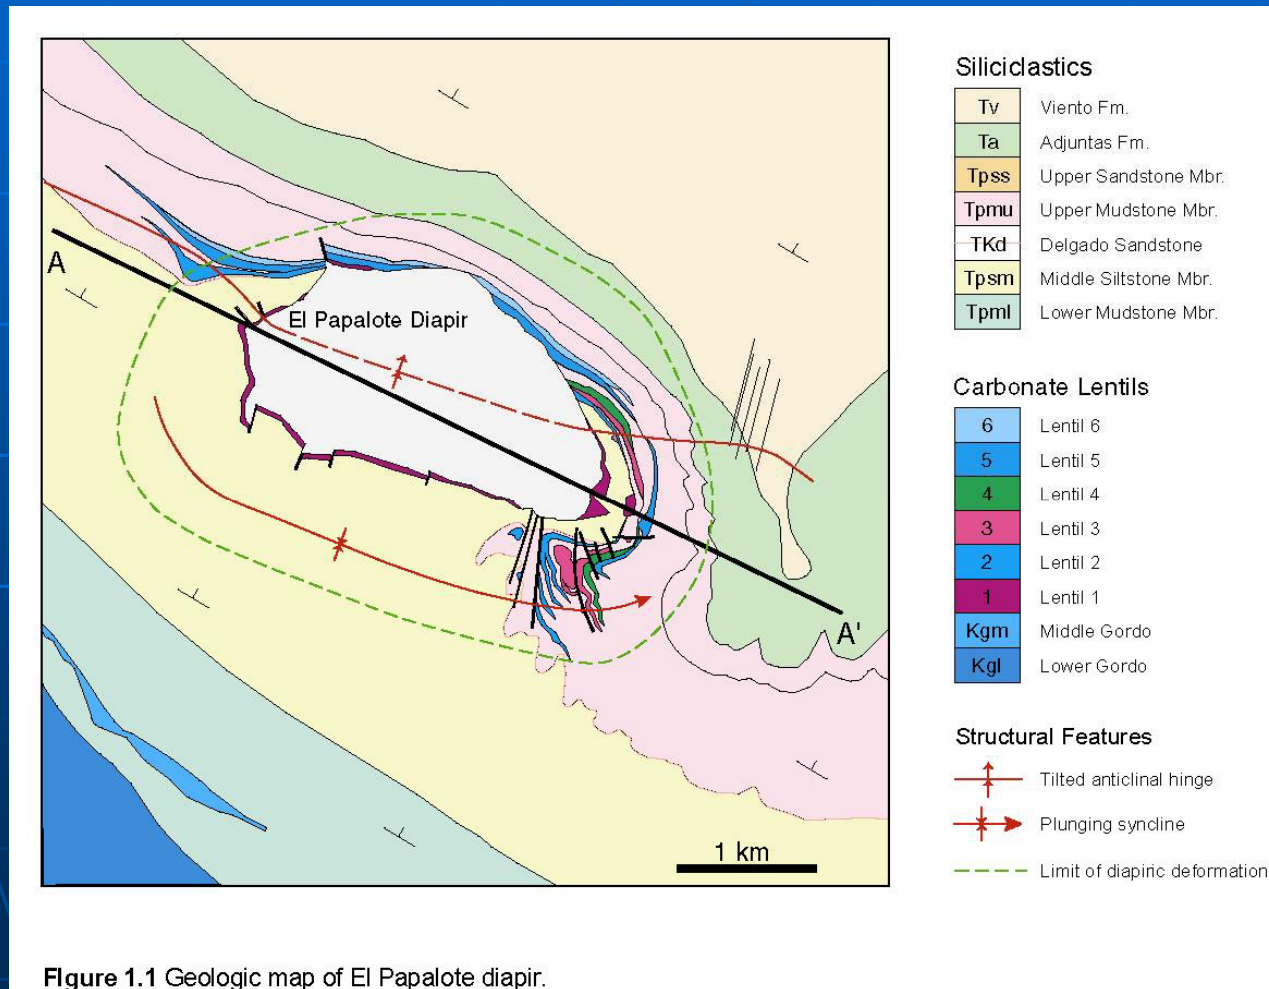 A
El Papalote Diapir
A'
1 km
Siliciclastics
Tv Viento Fm.
Ta Adjuntas Fm.
Tpss Upper Sandstone Mbr.
Tpmu Upper Mudstone Mbr.
TKd Delgado Sandstone
Tpsm Middle Siltstone Mbr.
Tpml Lower Mudstone Mbr.
Carbonate Lentils
6 Lentil 6
5 Lentil 5
4 Lentil 4
3 Lentil 3
2 Lentil 2
1 Lentil 1
Kgm Middle Gordo
Kgl Lower Gordo
Structural Features
Tilted anticlinal hinge
Plunging syncline
Limit of diapiric deformation
FIgure 1.1 Geologic map of El Papalote diapir.